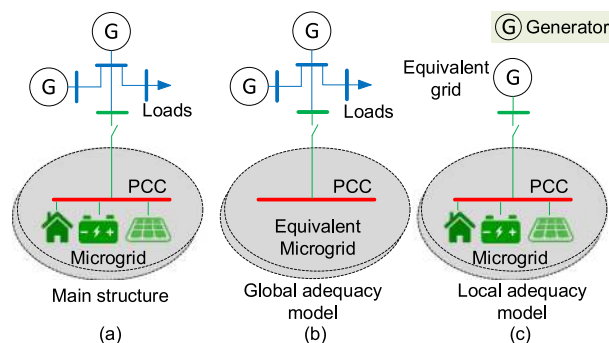 G
G Generator
G
Loads
PCC
Microgrid
Main structure
(a)
G
G
Loads
PCC
Equivalent
Microgrid
Global adequacy
model
(b)
Equivalent
grid
G
PCC
Microgrid
Local adequacy
model
(c)